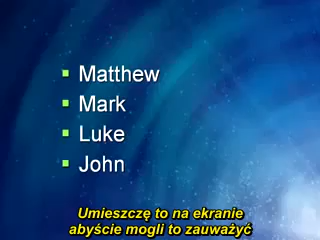 Matthew
Mark
Luke
John
Umieszczę to na ekranie
abyście mogli to zauważyć